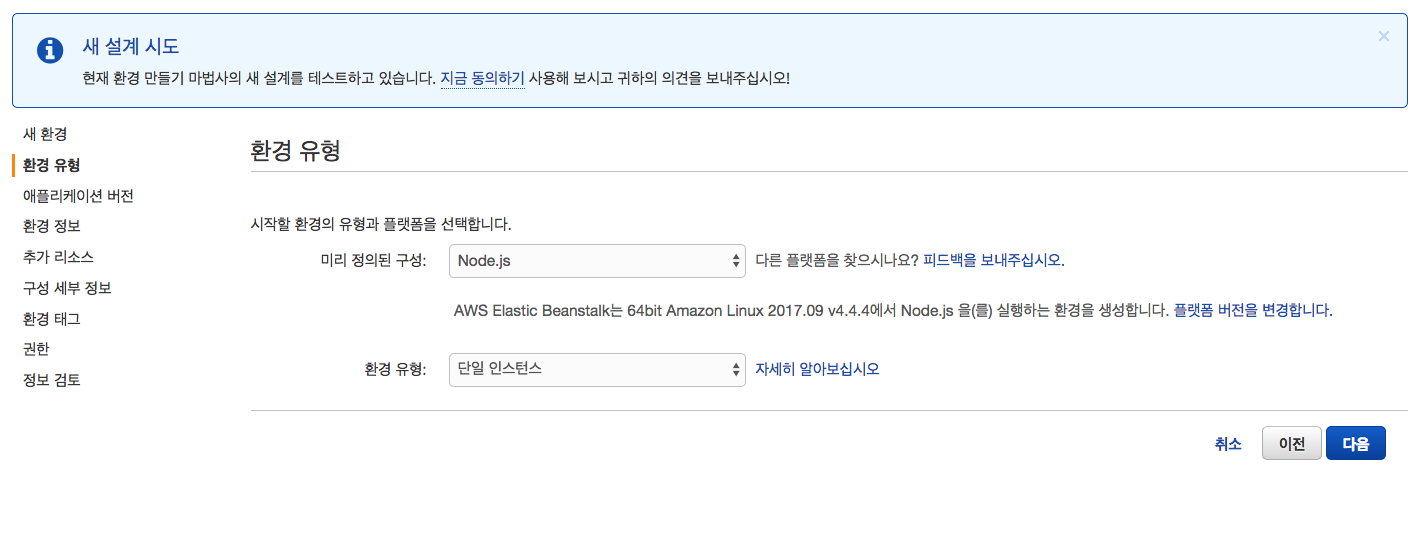 새 설계 시도
현재 환경 만들기 마법사의 새 설계를 테스트하고 있습니다. 지금 동의하기 사용해 보시고 귀하의 의견을 보내주십시오!
새 환경
환경 유형
애플리케이션 버전
환경 정보
추가 리소스
구성 세부 정보
환경 태그
권한
정보 검토
환경 유형
시작할 환경의 유형과 플랫폼을 선택합니다.
미리 정의된 구성: Node.js 다른 플랫폼을 찾으시나요? 피드백을 보내주십시오.
AWS Elastic Beanstalk는 64bit Amazon Linux 2017.09 v4.4.4에서 Node.js 을(를) 실행하는 환경을 생성합니다. 플랫폼 버전을 변경합니다.
환경 유형: 단일 인스턴스 자세히 알아보십시오
취소 이전 다음